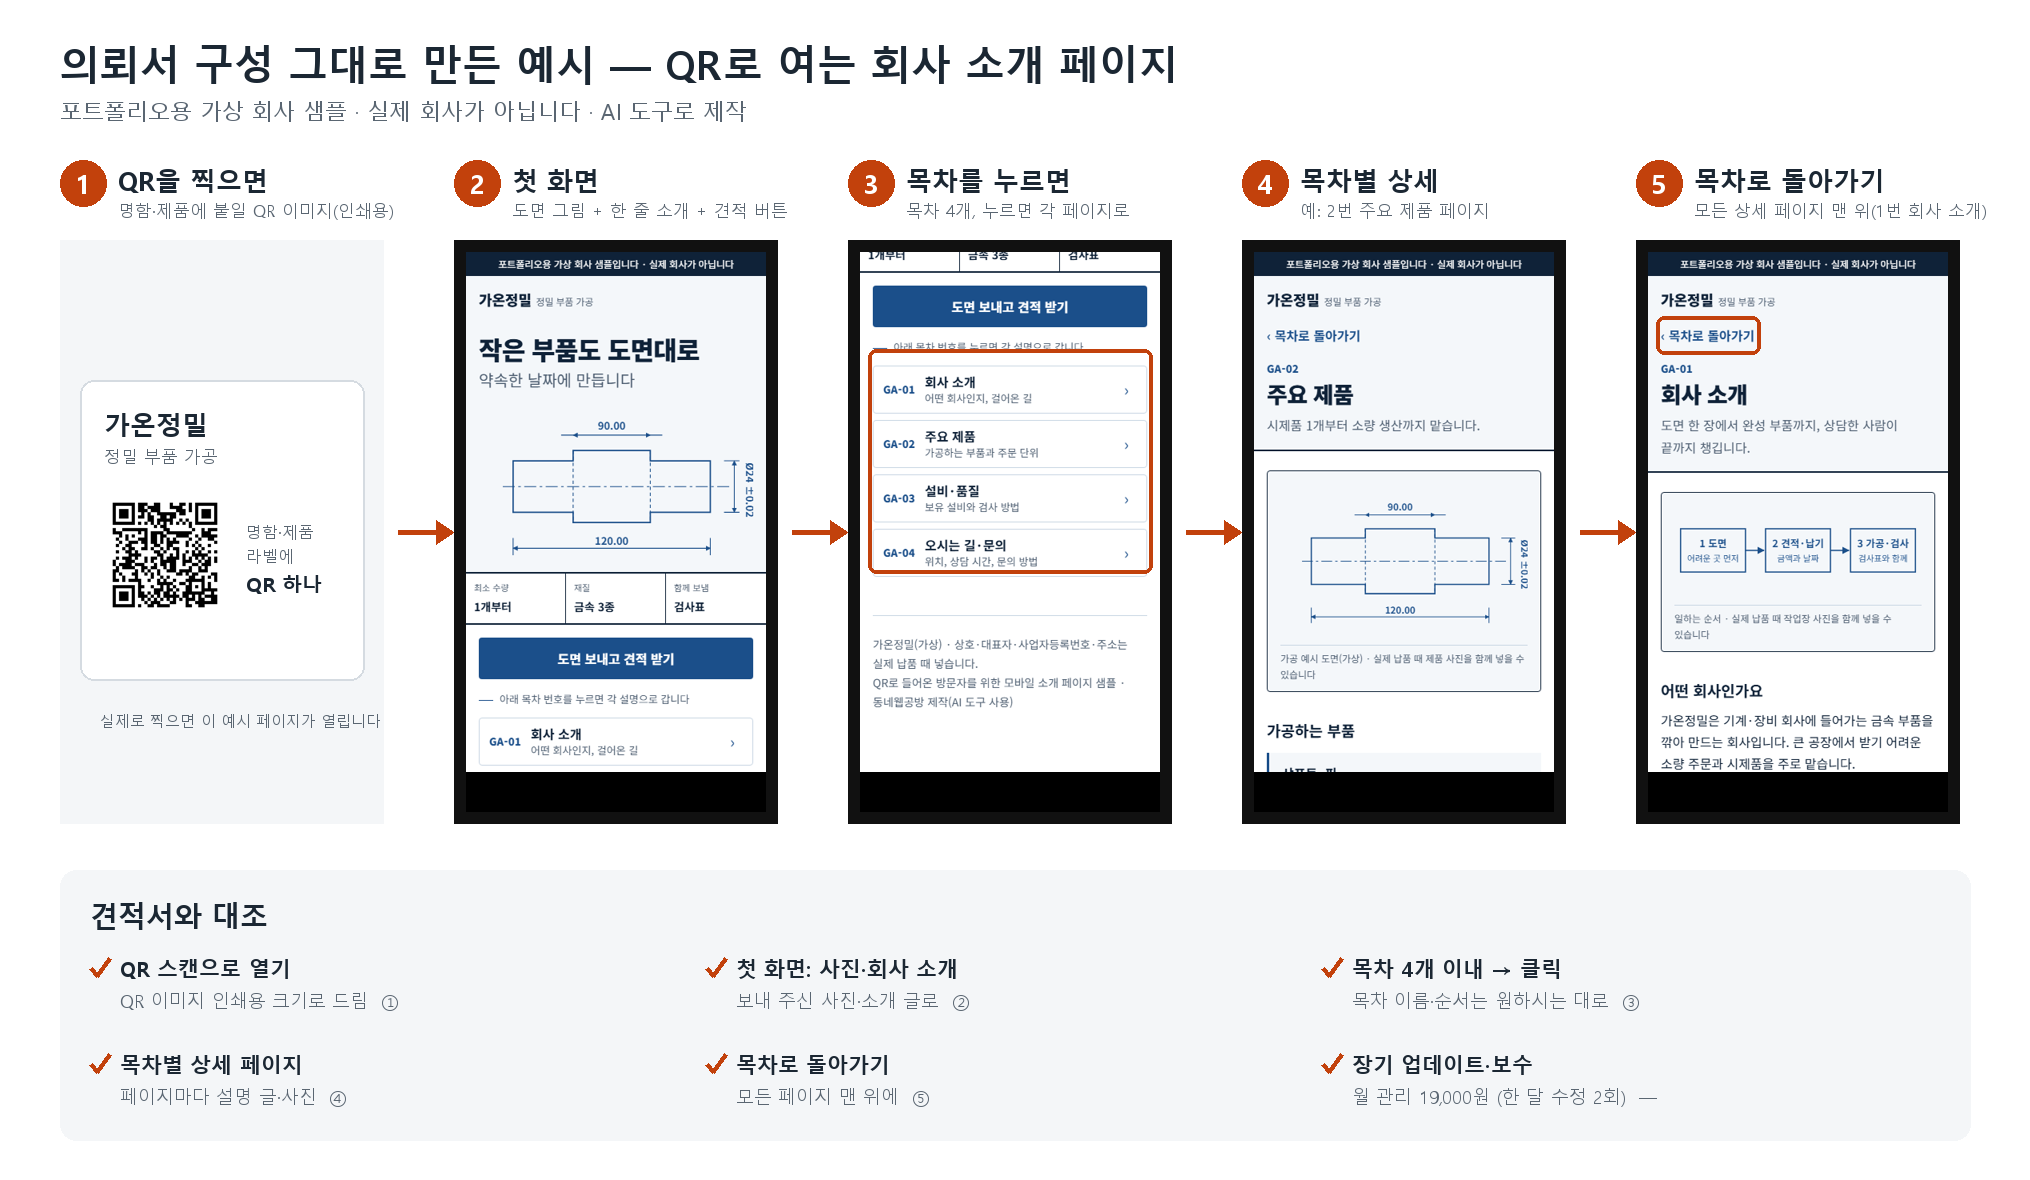 의뢰서 구성 그대로 만든 예시 — QR로 여는 회사 소개 페이지
포트폴리오용 가상 회사 샘플 · 실제 회사가 아닙니다 · AI 도구로 제작
1 QR을 찍으면
명함·제품에 붙일 QR 이미지(인쇄용)
가온정밀
정밀 부품 가공
명함·제품
라벨에
QR 하나
실제로 찍으면 이 예시 페이지가 열립니다
2 첫 화면
도면 그림 + 한 줄 소개 + 견적 버튼
포트폴리오용 가상 회사 샘플입니다 · 실제 회사가 아닙니다
가온정밀 정밀 부품 가공
작은 부품도 도면대로
약속한 날짜에 만듭니다
90.00
Ø24 ±0.02
120.00
최소 수량 재질 함께 보냄
1개부터 금속 3종 검사표
도면 보내고 견적 받기
— 아래 목차 번호를 누르면 각 설명으로 갑니다
GA-01 회사 소개 ›
어떤 회사인지, 걸어온 길
3 목차를 누르면
목차 4개, 누르면 각 페이지로
1개부터 금속 3종 검사표
도면 보내고 견적 받기
— 아래 목차 번호를 누르면 각 설명으로 갑니다
GA-01 회사 소개 ›
어떤 회사인지, 걸어온 길
GA-02 주요 제품 ›
가공하는 부품과 주문 단위
GA-03 설비·품질 ›
보유 설비와 검사 방법
GA-04 오시는 길·문의 ›
위치, 상담 시간, 문의 방법
가온정밀(가상) · 상호·대표자·사업자등록번호·주소는
실제 납품 때 넣습니다.
QR로 들어온 방문자를 위한 모바일 소개 페이지 샘플 ·
동네웹공방 제작(AI 도구 사용)
4 목차별 상세
예: 2번 주요 제품 페이지
포트폴리오용 가상 회사 샘플입니다 · 실제 회사가 아닙니다
가온정밀 정밀 부품 가공
‹ 목차로 돌아가기
GA-02
주요 제품
시제품 1개부터 소량 생산까지 맡습니다.
90.00
Ø24 ±0.02
120.00
가공 예시 도면(가상) · 실제 납품 때 제품 사진을 함께 넣을 수
있습니다
가공하는 부품
5 목차로 돌아가기
모든 상세 페이지 맨 위(1번 회사 소개)
포트폴리오용 가상 회사 샘플입니다 · 실제 회사가 아닙니다
가온정밀 정밀 부품 가공
‹ 목차로 돌아가기
GA-01
회사 소개
도면 한 장에서 완성 부품까지, 상담한 사람이
끝까지 챙깁니다.
1 도면 2 견적·납기 3 가공·검사
어려운 곳 먼저 금액과 날짜 검사표와 함께
일하는 순서 · 실제 납품 때 작업장 사진을 함께 넣을 수
있습니다
어떤 회사인가요
가온정밀은 기계·장비 회사에 들어가는 금속 부품을
깎아 만드는 회사입니다. 큰 공장에서 받기 어려운
소량 주문과 시제품을 주로 맡습니다.
견적서와 대조
QR 스캔으로 열기
QR 이미지 인쇄용 크기로 드림 ①
첫 화면: 사진·회사 소개
보내 주신 사진·소개 글로 ②
목차 4개 이내 → 클릭
목차 이름·순서는 원하시는 대로 ③
목차별 상세 페이지
페이지마다 설명 글·사진 ④
목차로 돌아가기
모든 페이지 맨 위에 ⑤
장기 업데이트·보수
월 관리 19,000원 (한 달 수정 2회) —